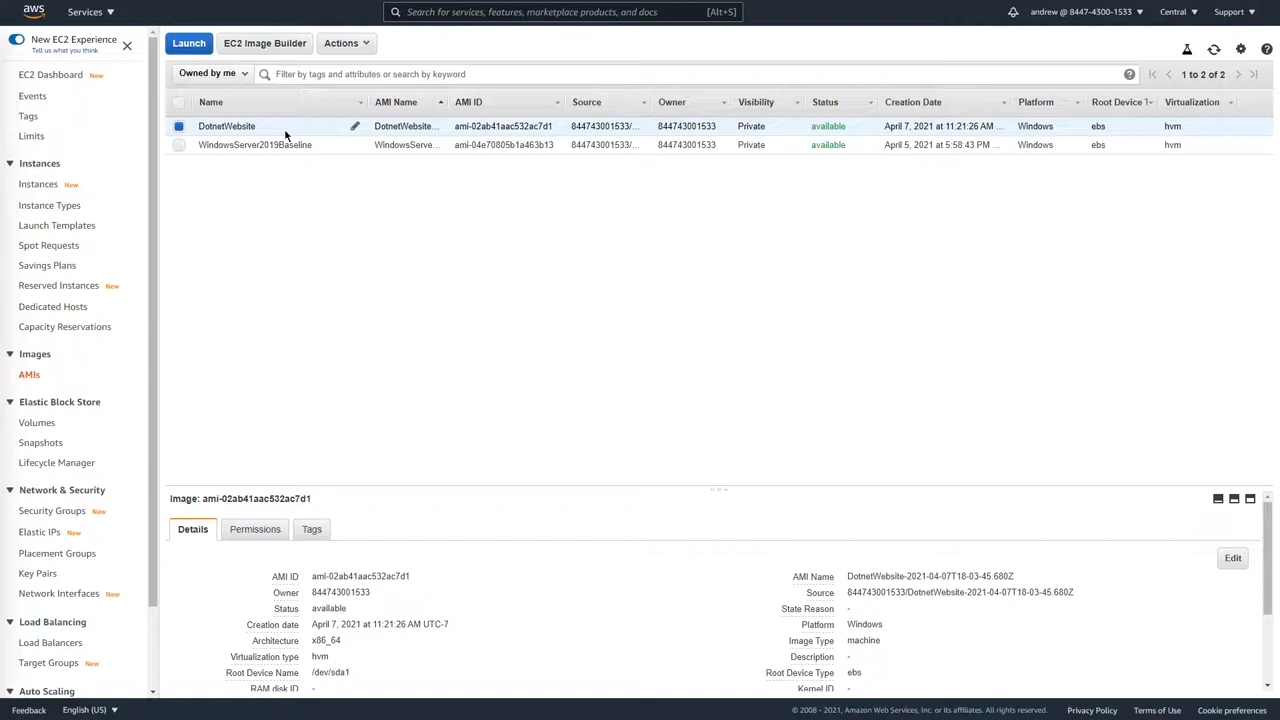 aws Services ▼ Search for services, features, marketplace products, and docs [Alt+S] andrew @ 8447-4300-1533 ▼ Central ▼ Support ▼
New EC2 Experience
Tell us what you think
EC2 Dashboard New
Events
Tags
Limits
Instances
Instances New
Instance Types
Launch Templates
Spot Requests
Savings Plans
Reserved Instances New
Dedicated Hosts
Capacity Reservations
Images
AMIs
Elastic Block Store
Volumes
Snapshots
Lifecycle Manager
Network & Security
Security Groups New
Elastic IPs New
Placement Groups
Key Pairs
Network Interfaces New
Load Balancing
Load Balancers
Target Groups New
Auto Scaling
Launch EC2 Image Builder Actions
Owned by me Filter by tags and attributes or search by keyword 1 to 2 of 2
Name AMI Name AMI ID Source Owner Visibility Status Creation Date Platform Root Device Virtualization
DotnetWebsite DotnetWebsite... ami-02ab41aac532ac7d1 844743001533/... 844743001533 Private available April 7, 2021 at 11:21:26 AM ... Windows ebs hvm
WindowsServer2019Baseline WindowsServe... ami-04e70805b1a463b13 844743001533/... 844743001533 Private available April 5, 2021 at 5:58:43 PM ... Windows ebs hvm
Image: ami-02ab41aac532ac7d1
Details Permissions Tags
Edit
AMI ID ami-02ab41aac532ac7d1 AMI Name DotnetWebsite-2021-04-07T18-03-45.680Z
Owner 844743001533 Source 844743001533/DotnetWebsite-2021-04-07T18-03-45.680Z
Status available State Reason -
Creation date April 7, 2021 at 11:21:26 AM UTC-7 Platform Windows
Architecture x86_64 Image Type machine
Virtualization type hvm Description -
Root Device Name /dev/sda1 Root Device Type ebs
RAM disk ID - Kernel ID -
Feedback English (US) ▼ © 2008 - 2021, Amazon Web Services, Inc. or its affiliates. All rights reserved. Privacy Policy Terms of Use Cookie preferences